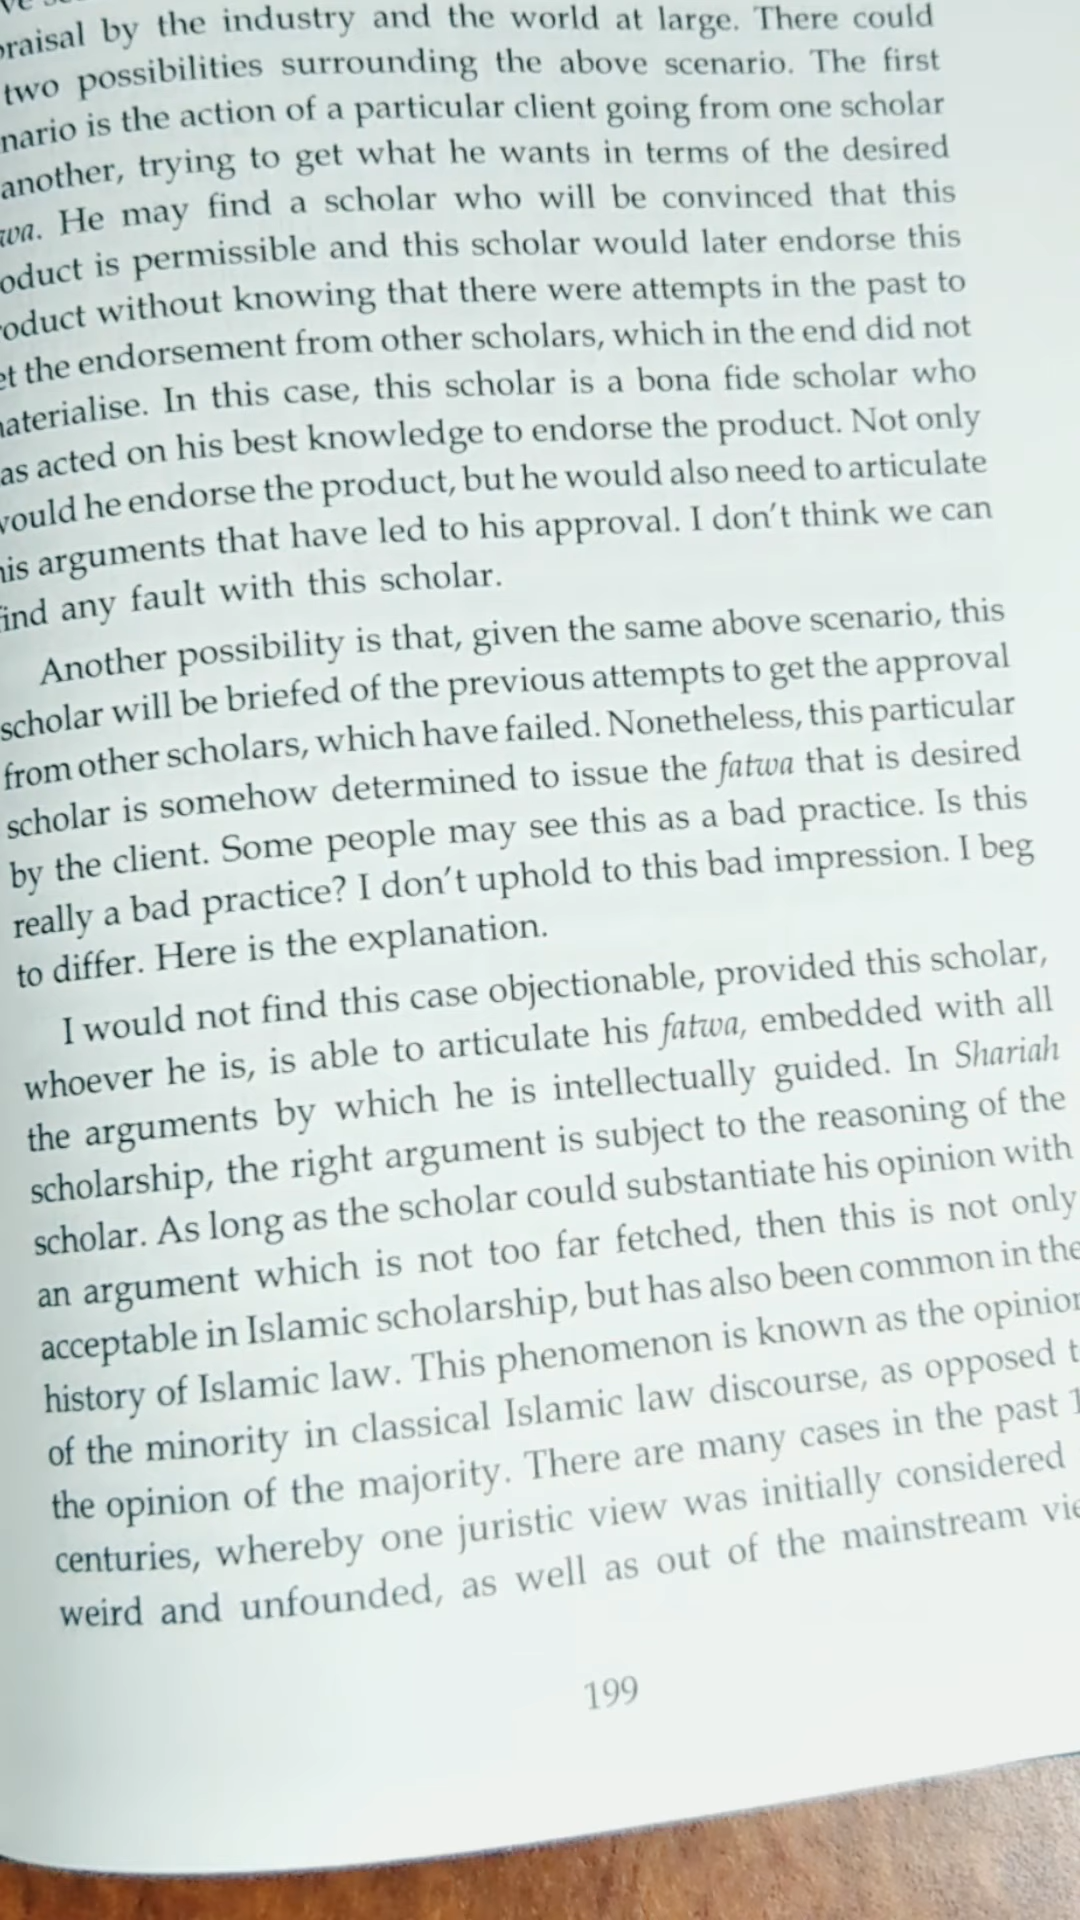 by the industry and the world at large. There could
two possibilities surrounding the above scenario. The first
is the action of a particular client going from one scholar
another, trying to get what he wants in terms of the desired
He may find a scholar who will be convinced that this
is permissible and this scholar would later endorse this
without knowing that there were attempts in the past to
the endorsement from other scholars, which in the end did not
In this case, this scholar is a bona fide scholar who
acted on his best knowledge to endorse the product. Not only
he endorse the product, but he would also need to articulate
arguments that have led to his approval. I don't think we can
any fault with this scholar.
Another possibility is that, given the same above scenario, this
scholar will be briefed of the previous attempts to get the approval
from other scholars, which have failed. Nonetheless, this particular
scholar is somehow determined to issue the fatwa that is desired
by the client. Some people may see this as a bad practice. Is this
really a bad practice? I don't uphold to this bad impression. I beg
to differ. Here is the explanation.
I would not find this case objectionable, provided this scholar,
whoever he is, is able to articulate his fatwa, embedded with all
the arguments by which he is intellectually guided. In Shariah
scholarship, the right argument is subject to the reasoning of the
scholar. As long as the scholar could substantiate his opinion with
an argument which is not too far fetched, then this is not only
acceptable in Islamic scholarship, but has also been common in the
history of Islamic law. This phenomenon is known as the opinion
of the minority in classical Islamic law discourse, as opposed
the opinion of the majority. There are many cases in the past
centuries, whereby one juristic view was initially considered
weird and unfounded, as well as out of the mainstream
199